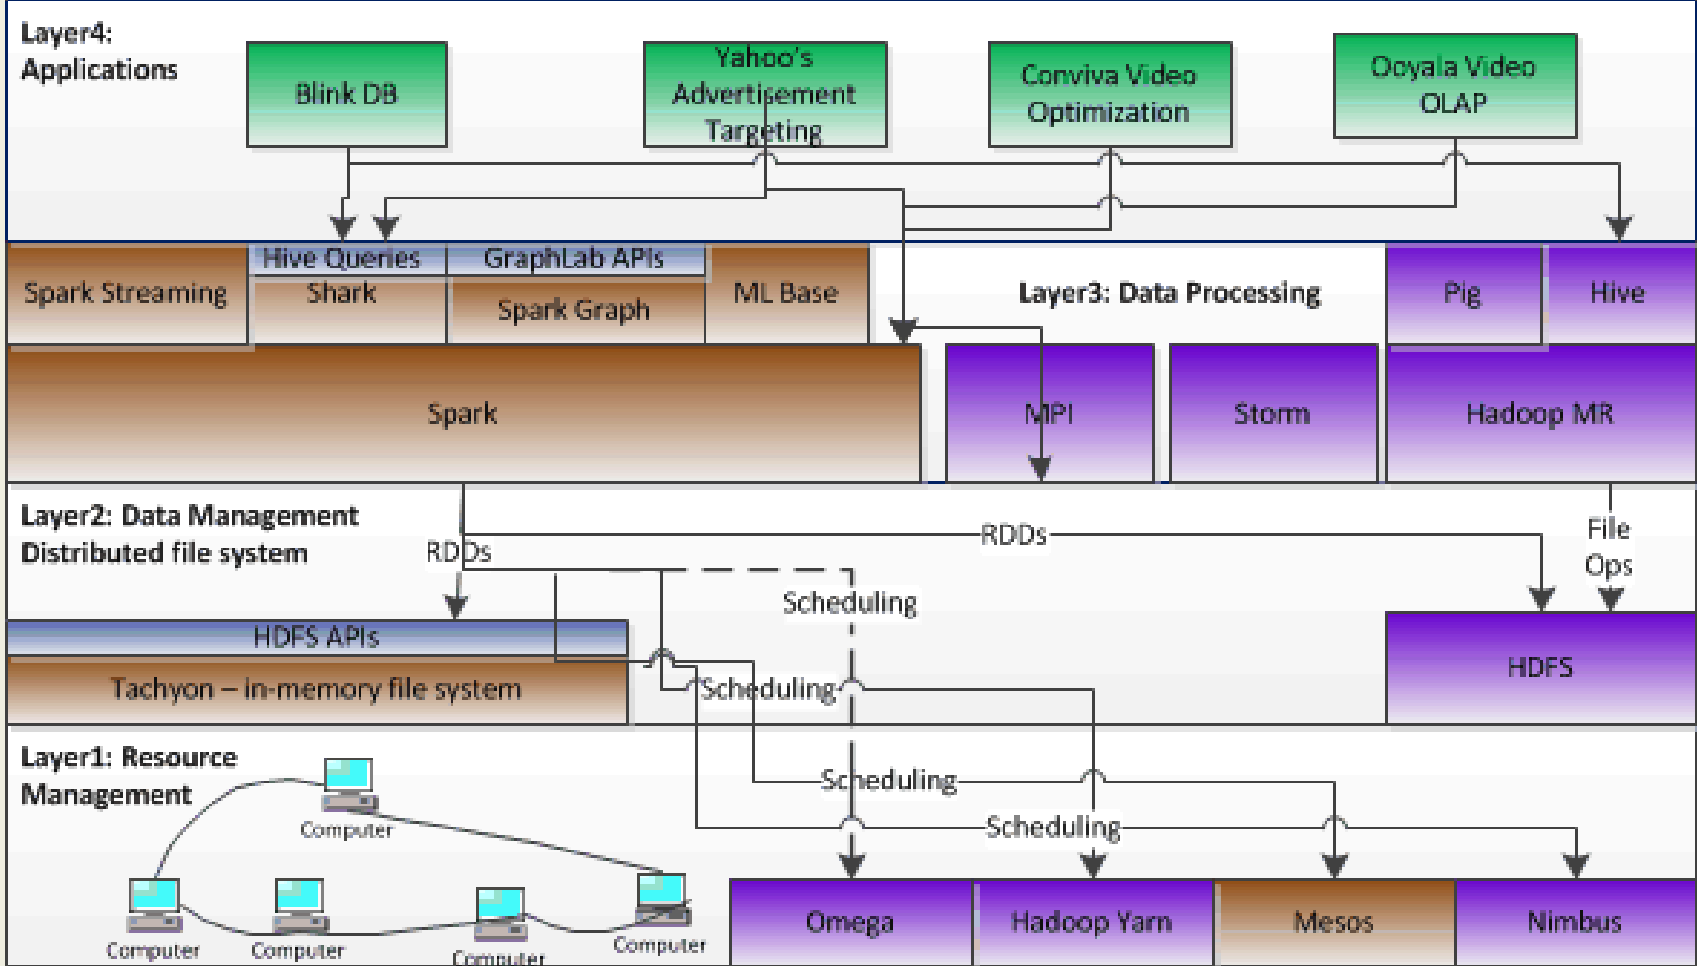 Layer4:
Applications
Blink DB
Yahoo's
Advertisement
Targeting
Conviva Video
Optimization
Ooyala Video
OLAP
Hive Queries
GraphLab APIs
Spark Streaming
Shark
Spark Graph
ML Base
Layer3: Data Processing
Pig
Hive
Spark
MPI
Storm
Hadoop MR
Layer2: Data Management
Distributed file system
RDDs
RDDs
File
Ops
Scheduling
HDFS APIs
Tachyon – in-memory file system
Scheduling
HDFS
Layer1: Resource
Management
Scheduling
Scheduling
Computer
Computer
Computer
Computer
Computer
Omega
Hadoop Yarn
Mesos
Nimbus